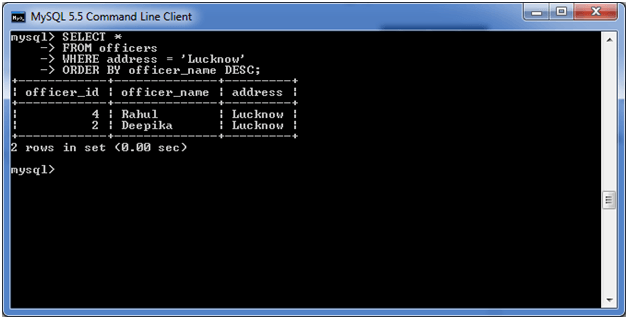 MySQL 5.5 Command Line Client
mysql> SELECT *
    -> FROM officers
    -> WHERE address = 'Lucknow'
    -> ORDER BY officer_name DESC;
+------------+--------------+---------+
| officer_id | officer_name | address |
+------------+--------------+---------+
|          4 | Rahul        | Lucknow |
|          2 | Deepika      | Lucknow |
+------------+--------------+---------+
2 rows in set (0.00 sec)
mysql>